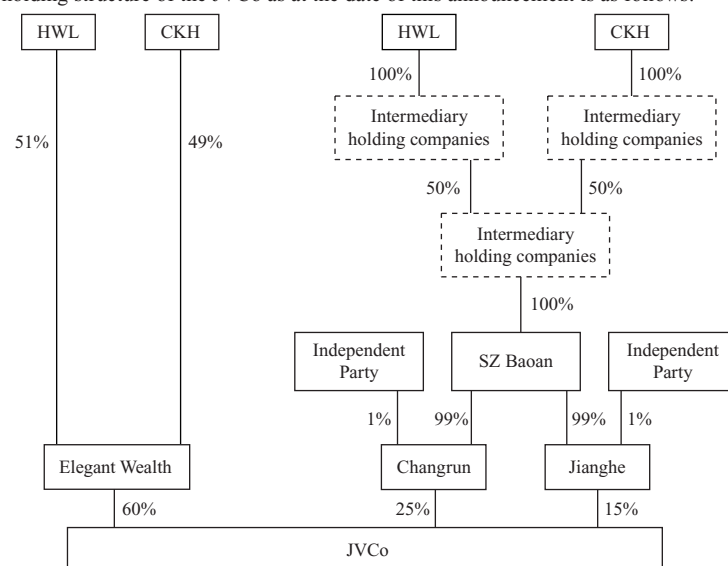 holding structure of the JVCo as at the date of this announcement is as follows:
HWL
CKH
HWL
CKH
100%
100%
Intermediary
holding companies
Intermediary
holding companies
51%
49%
50%
50%
Intermediary
holding companies
100%
Independent
Party
SZ Baoan
Independent
Party
1%
99%
99%
1%
Elegant Wealth
Changrun
Jianghe
60%
25%
15%
JVCo